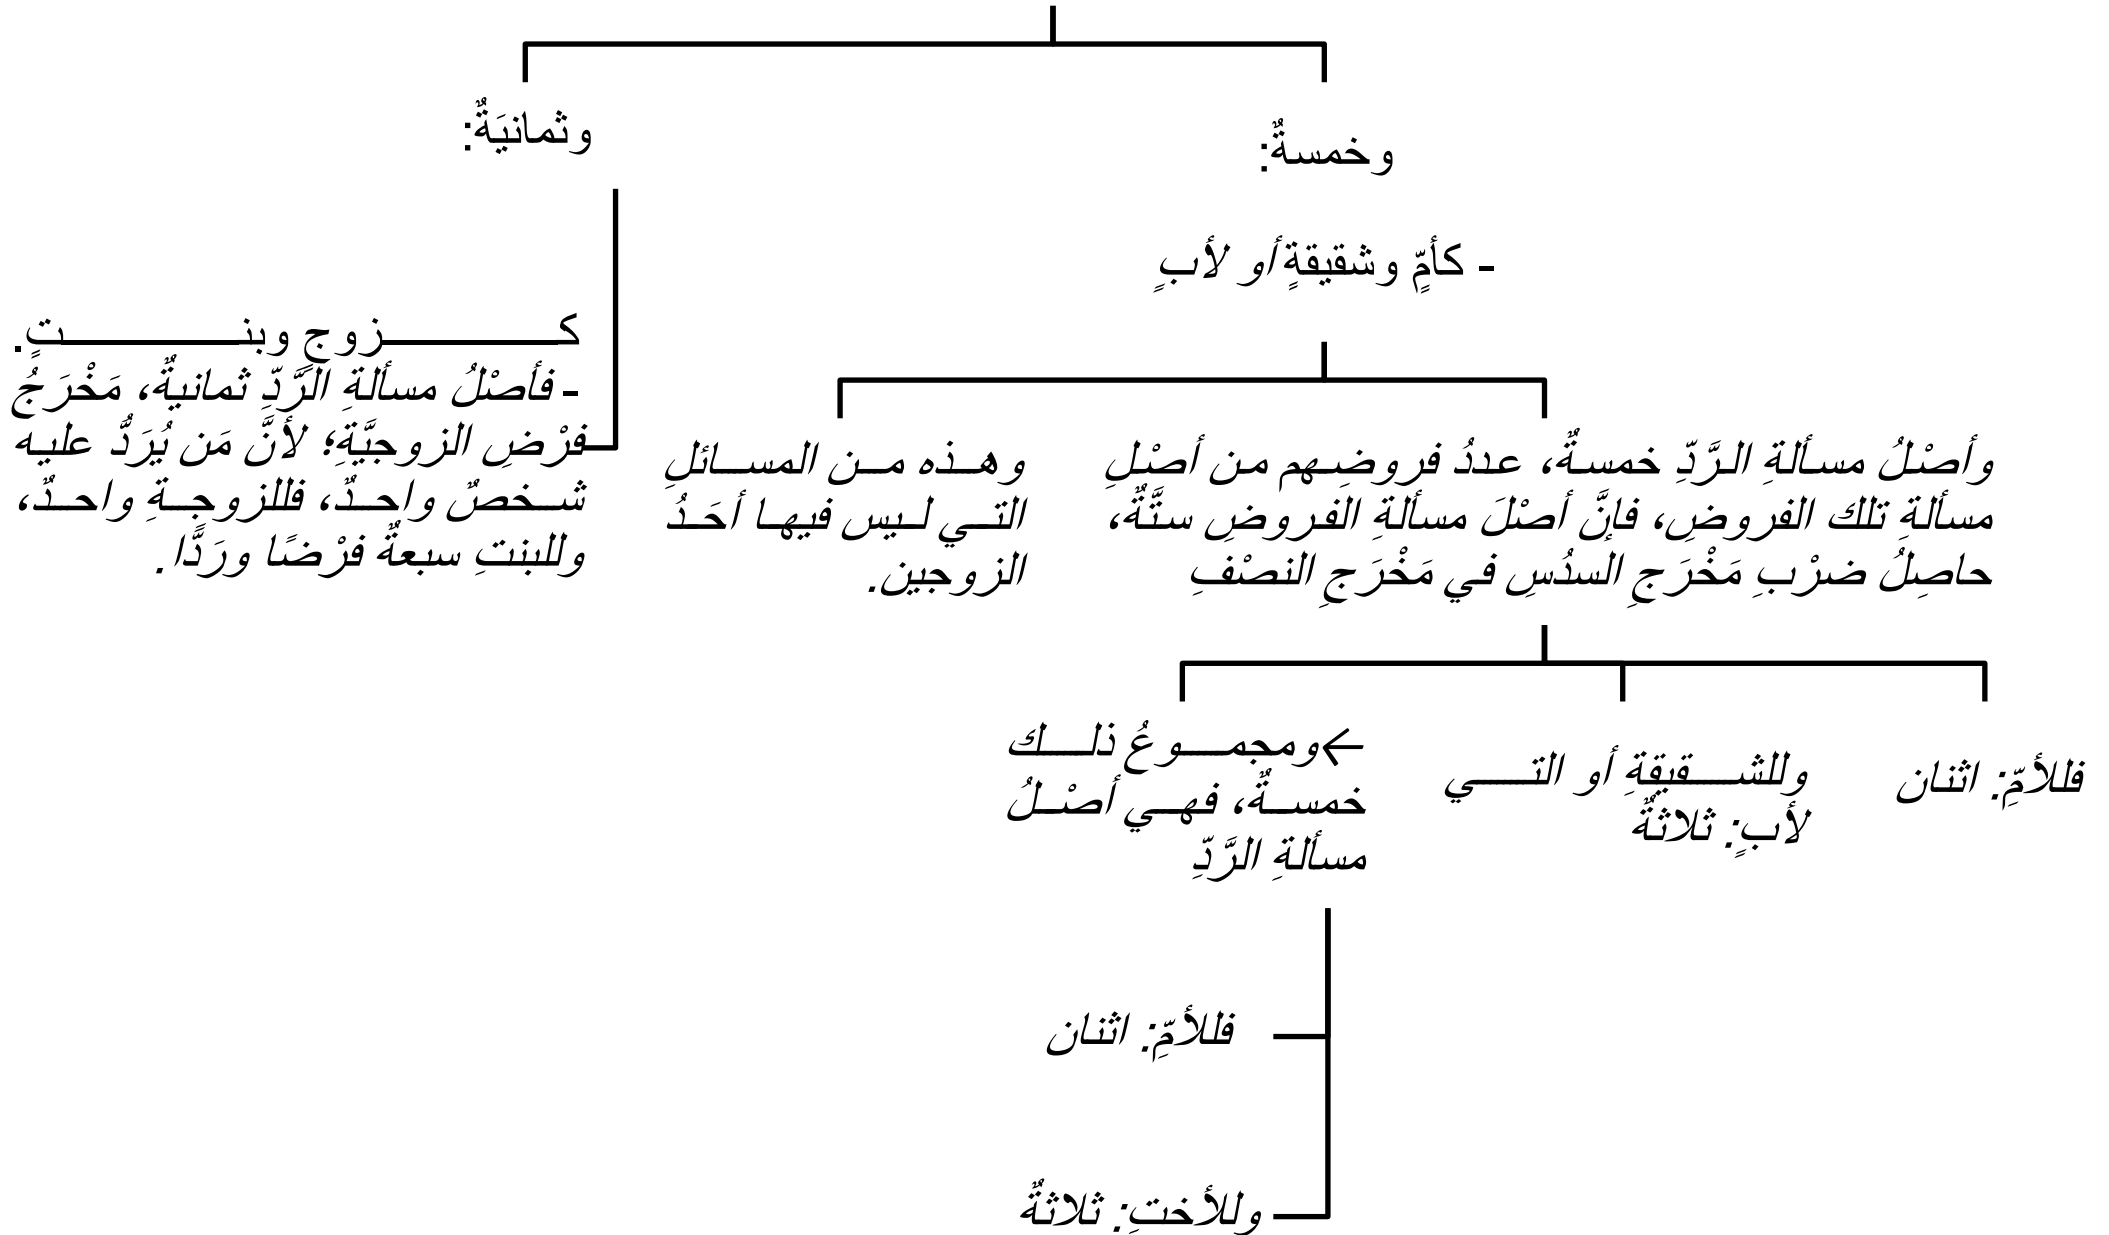 وخمسةٌ:
- كأمٍّ وشقيقةٍ أو لأبٍ
وأصْلُ مسألةِ الرَّدِّ خمسةٌ، عددُ فروضِهم من أصْلِ
مسألةِ تلك الفروضِ، فإنَّ أصْلَ مسألةِ الفروضِ ستَّةٌ،
حاصِلُ ضرْبِ مَخْرَجِ السدُسِ في مَخْرَجِ النصْفِ
فللأمِّ: اثنان
وللشقيقةِ أو التي
لأبٍ: ثلاثةٌ
←ومجموعُ ذلك
خمسةٌ، فهي أصْلُ
مسألةِ الرَّدِّ
فللأمِّ: اثنان
وللأختِ: ثلاثةٌ
وهذه من المسائلِ
التي ليس فيها أحَدُ
الزوجين.
وثمانيَةٌ:
كزوجٍ وبنتٍ.
- فأصْلُ مسألةِ الرَّدِّ ثمانيةٌ، مَخْرَجُ
فرْضِ الزوجيَّةِ؛ لأنَّ مَن يُرَدُّ عليه
شخصٌ واحدٌ، فللزوجةِ واحدٌ،
وللبنتِ سبعةٌ فرْضًا ورَدًّا.